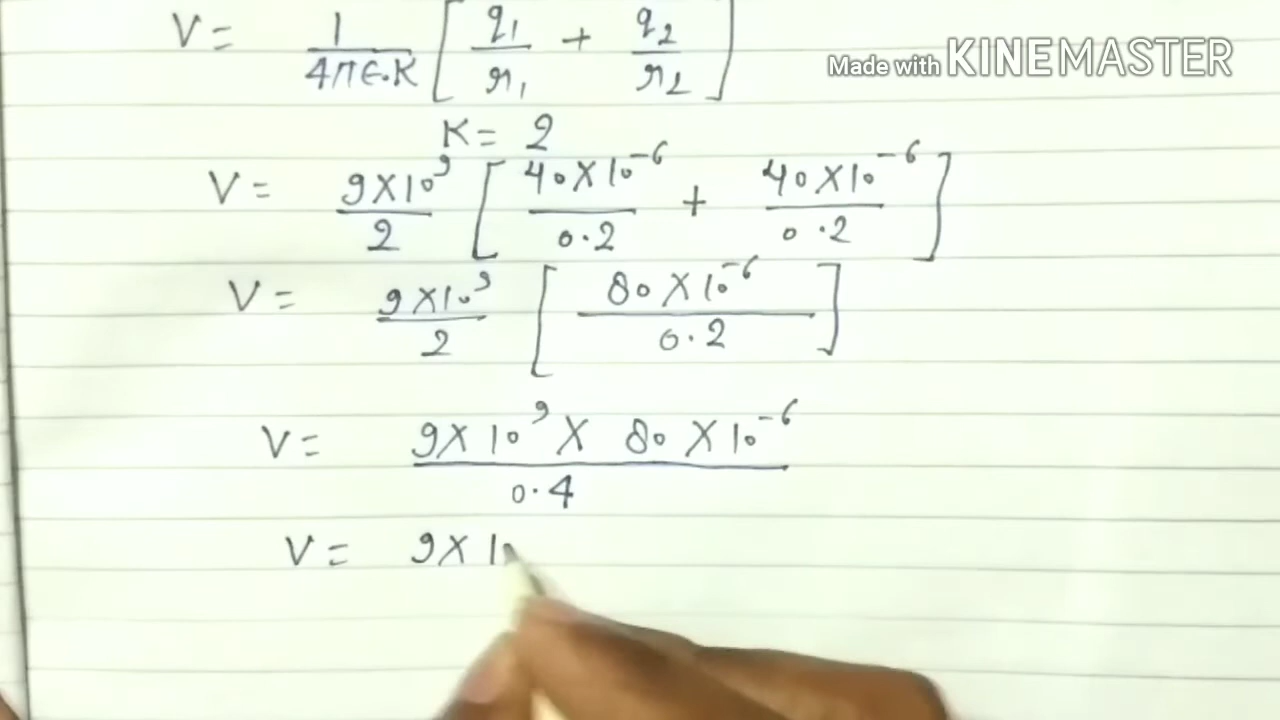 V = 1/4πε₀K [ q₁/r₁ + q₂/r₂ ]
Made with KINEMASTER
K = 2
V = 9×10⁹/2 [ 40×10⁻⁶/0.2 + 40×10⁻⁶/0.2 ]
V = 9×10⁹/2 [ 80×10⁻⁶/0.2 ]
V = 9×10⁹× 80×10⁻⁶/0.4
V = 9×10